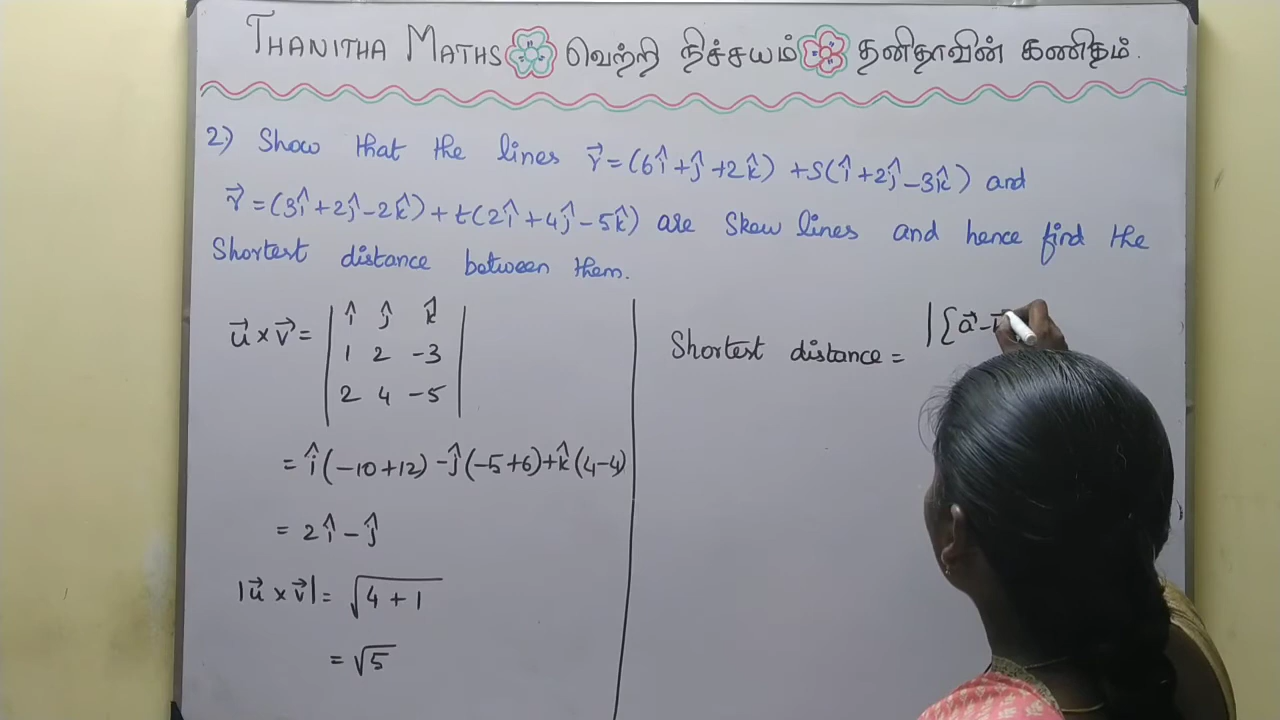 THANITHA MATHS வெற்றி நிச்சயம் தனிதாவின் கணிதம்.
2) Show that the lines r⃗ = (6î + ĵ + 2k̂) + s(î + 2ĵ - 3k̂) and
r⃗ = (3î + 2ĵ - 2k̂) + t(2î + 4ĵ - 5k̂) are skew lines and hence find the
Shortest distance between them.
u⃗ × v⃗ = | î ĵ k̂ |
| 1 2 -3 |
| 2 4 -5 |
= î(-10+12) - ĵ(-5+6) + k̂(4-4)
= 2î - ĵ
|u⃗ × v⃗| = √(4 + 1)
= √5
Shortest distance = |{a⃗ -